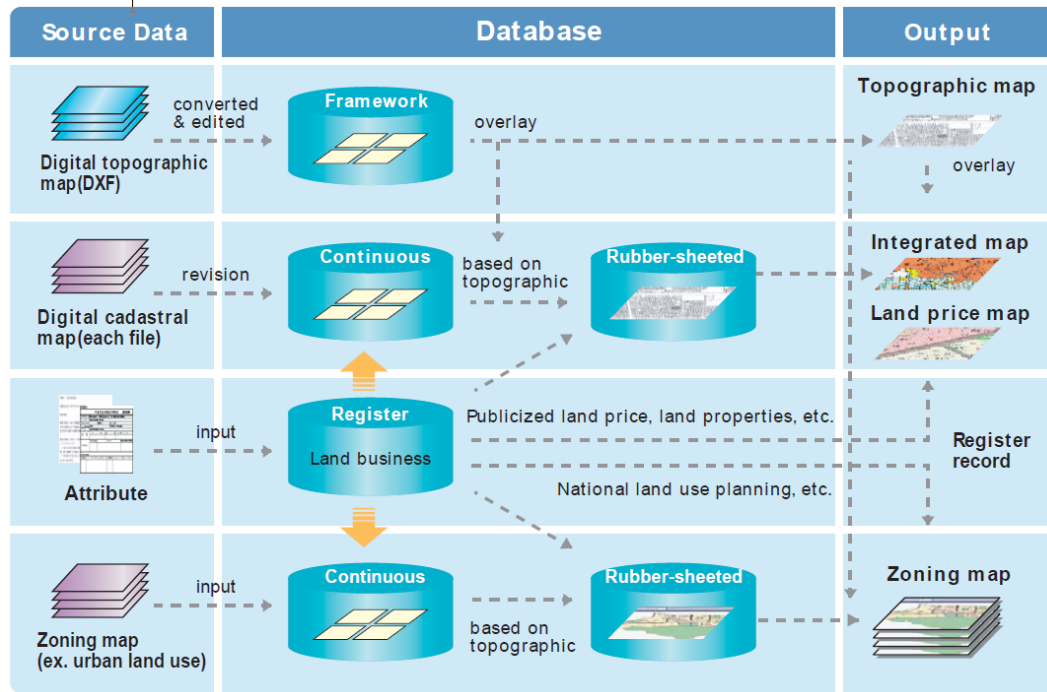 Source Data
Database
Output
converted
& edited
Digital topographic
map(DXF)
Framework
overlay
Topographic map
overlay
revision
Digital cadastral
map(each file)
Continuous
based on
topographic
Rubber-sheeted
Integrated map
Land price map
input
Attribute
Register
Land business
Publicized land price, land properties, etc.
National land use planning, etc.
Register
record
input
Zoning map
(ex. urban land use)
Continuous
based on
topographic
Rubber-sheeted
Zoning map